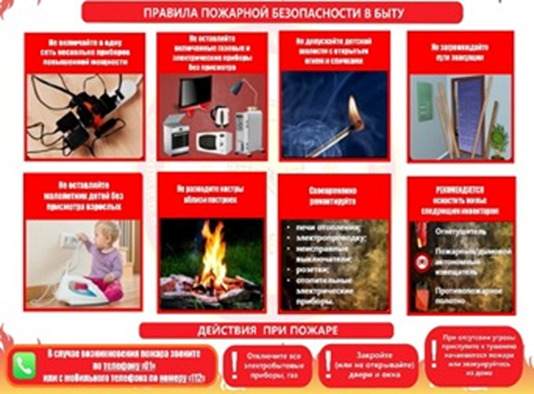 ПРАВИЛА ПОЖАРНОЙ БЕЗОПАСНОСТИ В БЫТУ
Не включайте в одну
сеть несколько приборов
повышенной мощности
Не оставляйте
включенные газовые и
электрические приборы
без присмотра
Не допускайте детской
шалости с открытым
огнем и спичками
Не загромождайте
пути эвакуации
Не оставляйте
малолетних детей без
присмотра взрослых
Не разводите костры
вблизи построек
Своевременно
ремонтируйте
• печи отопления;
• электропроводку;
• неисправные
выключатели;
• розетки;
• отопительные
электрические
приборы.
РЕКОМЕНДУЕТСЯ
оснастить жилье
следующим инвентарем
Огнетушитель
Пожарный/дымовой
автономный
извещатель
Противопожарное
полотно
ДЕЙСТВИЯ ПРИ ПОЖАРЕ
В случае возникновения пожара звоните
по телефону «01»
или с мобильного телефона по номеру «112»
! Отключите все
электробытовые
приборы, газ
! Закройте
(или не открывайте)
двери и окна
! При отсутствии угрозы
приступите к тушению
начавшегося пожара
или эвакуируйтесь
из дома